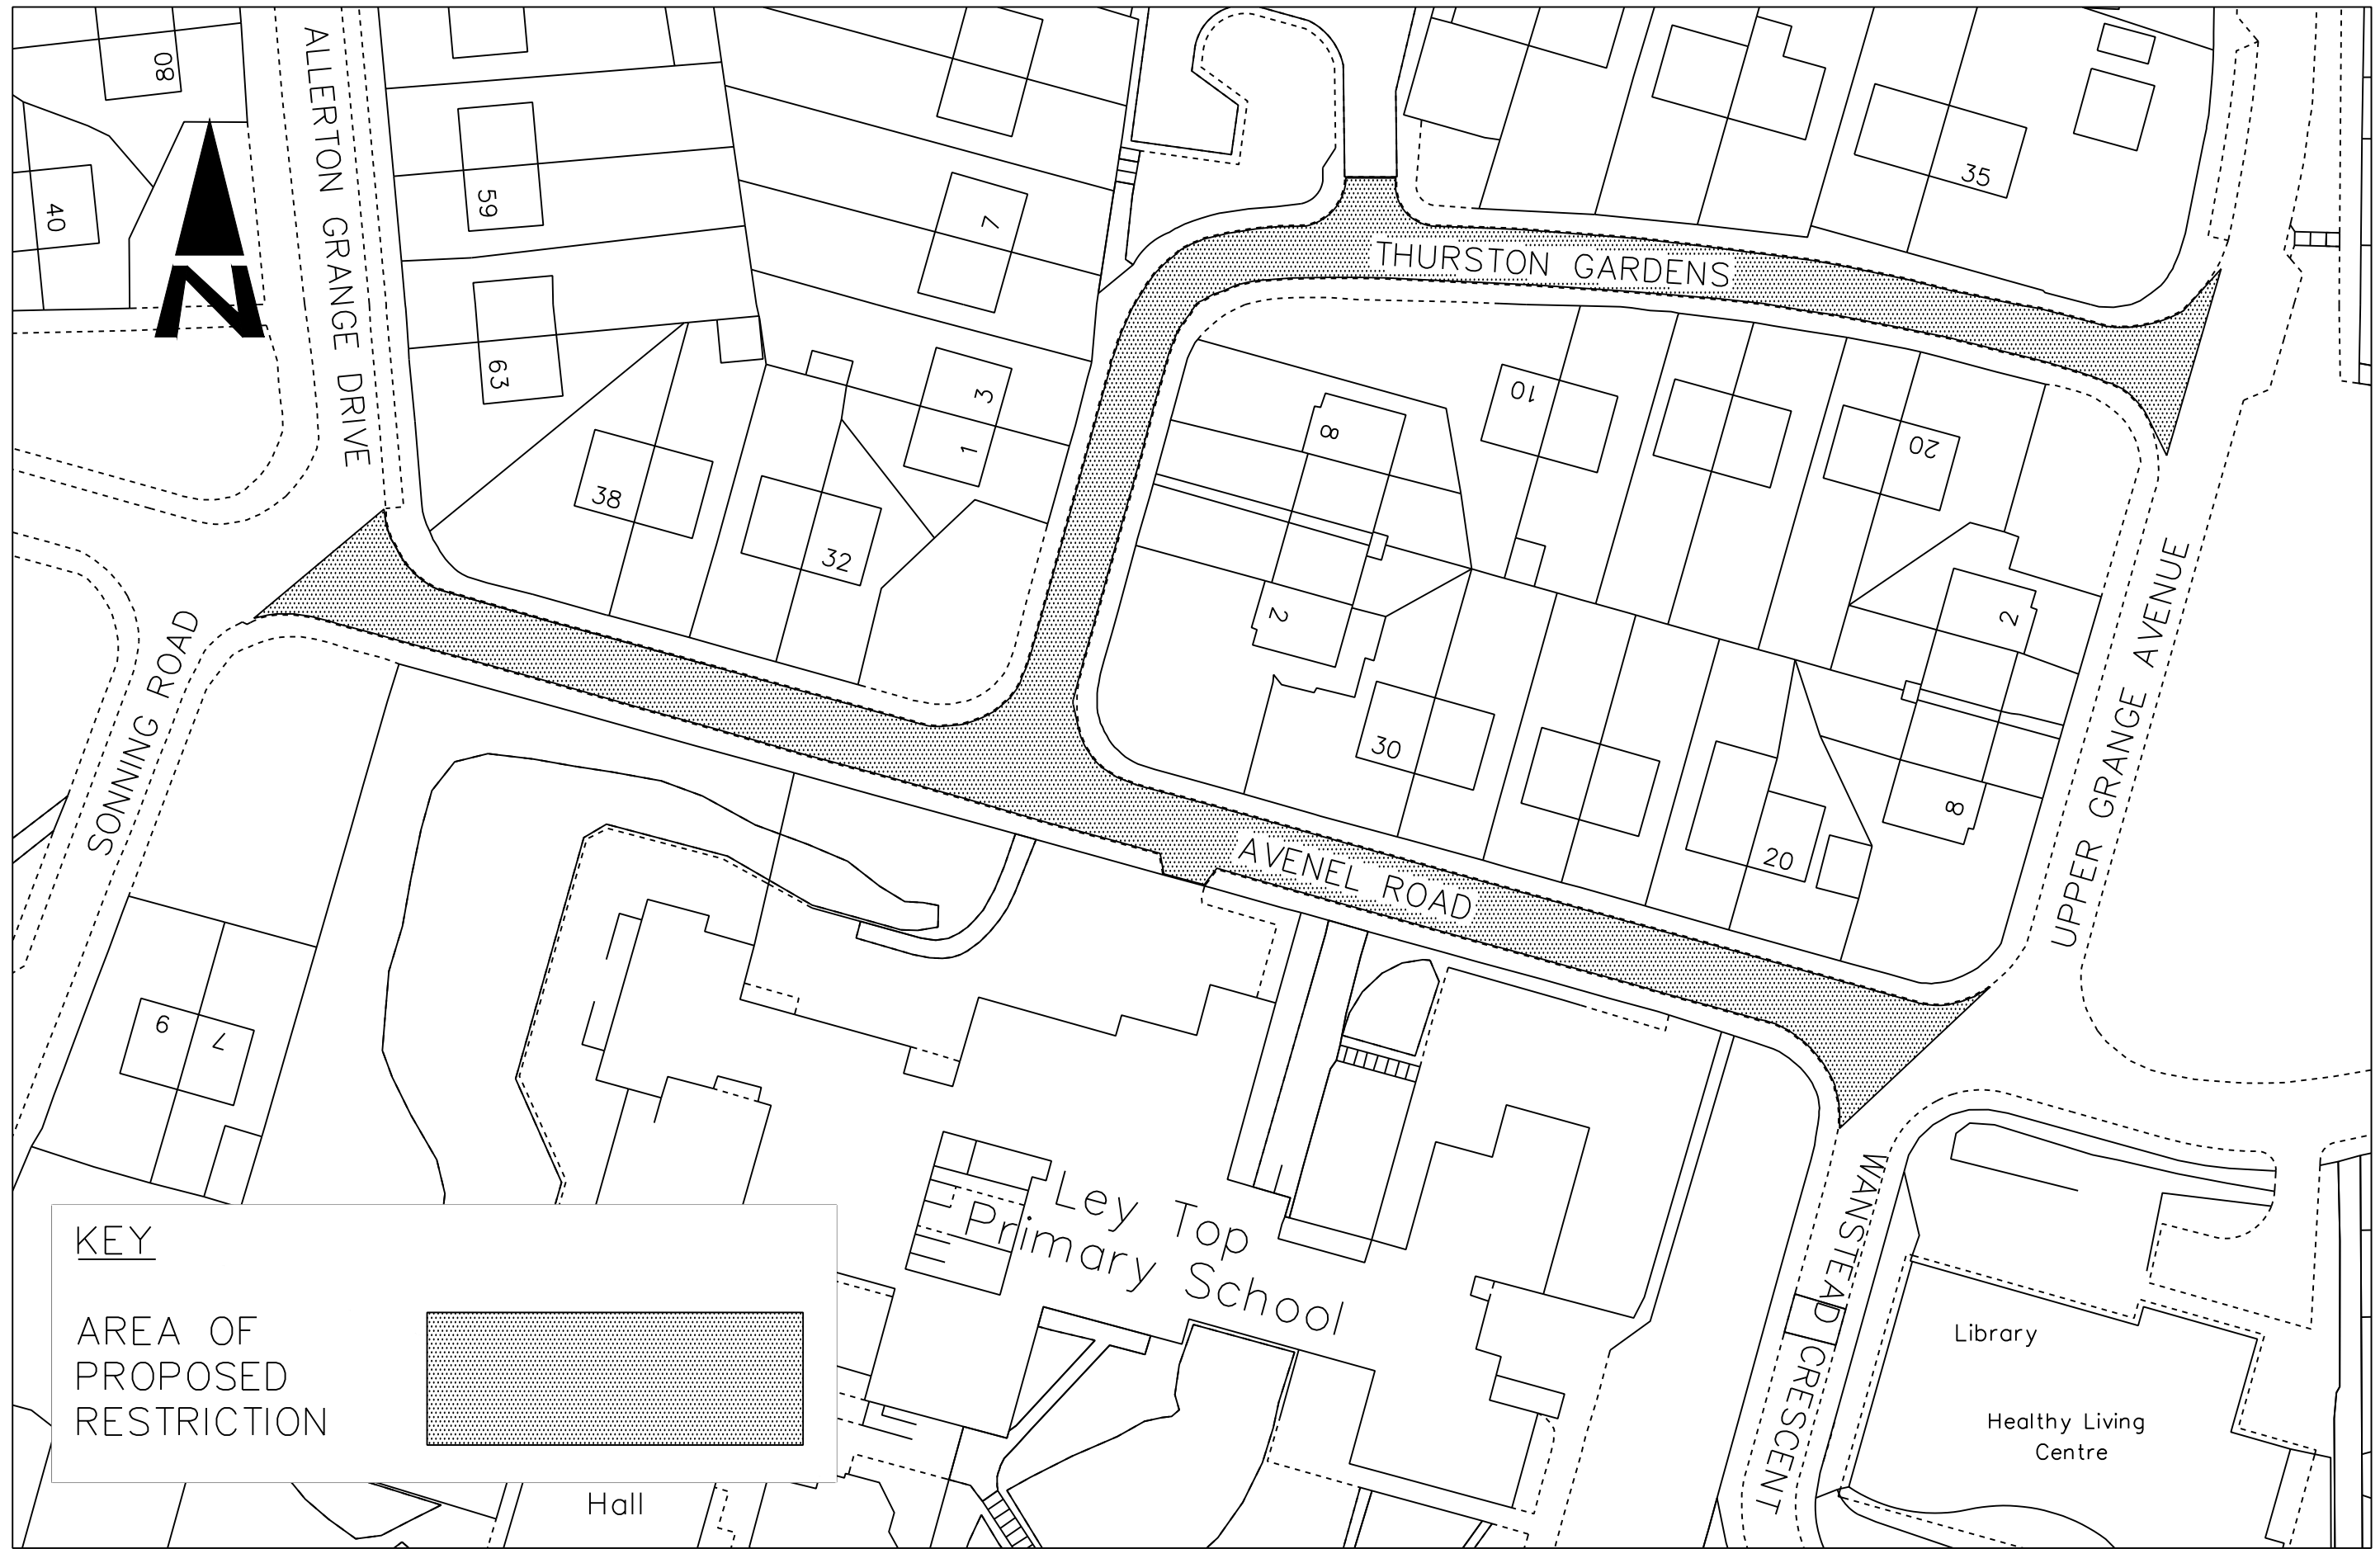 80
40
N
ALLERTON GRANGE DRIVE
59
63
7
3
1
38
32
THURSTON GARDENS
35
10
8
20
2
2
30
8
20
SONNING ROAD
AVENEL ROAD
UPPER GRANGE AVENUE
9
7
Ley Top
Primary School
WANSTEAD CRESCENT
Library
Healthy Living
Centre
Hall
KEY
AREA OF
PROPOSED
RESTRICTION